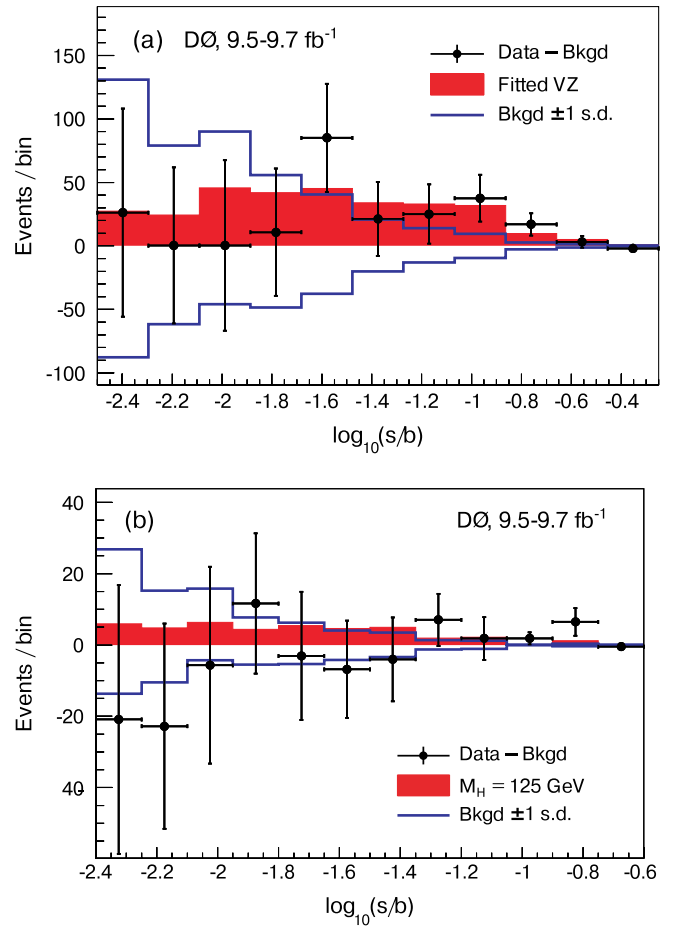 (a) DØ, 9.5-9.7 fb⁻¹
Data – Bkgd
Fitted VZ
Bkgd ±1 s.d.
Events / bin
150
100
50
0
-50
-100
-2.4 -2.2 -2 -1.8 -1.6 -1.4 -1.2 -1 -0.8 -0.6 -0.4
log₁₀(s/b)
(b) DØ, 9.5-9.7 fb⁻¹
Events / bin
40
20
0
-20
40
Data – Bkgd
M_H = 125 GeV
Bkgd ±1 s.d.
-2.4 -2.2 -2 -1.8 -1.6 -1.4 -1.2 -1 -0.8 -0.6
log₁₀(s/b)